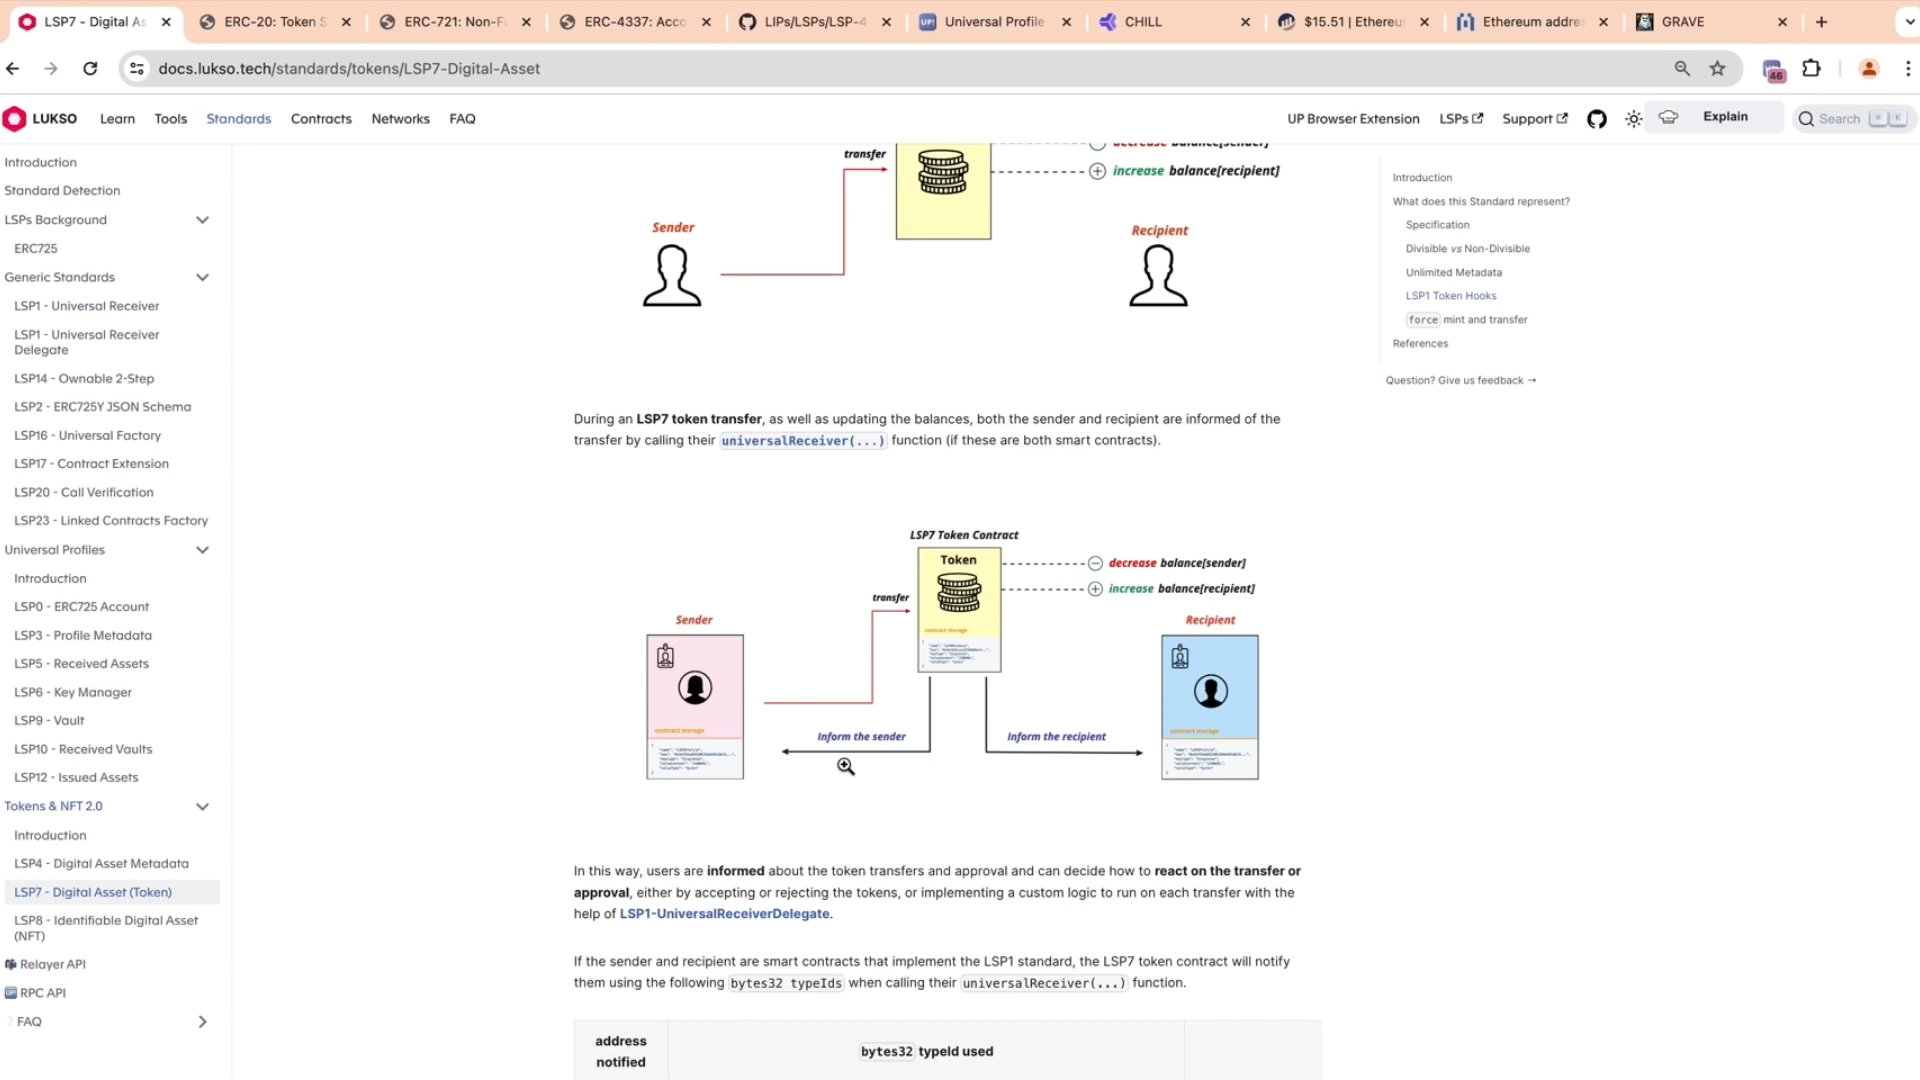 LSP7 - Digital As
ERC-20: Token S
ERC-721: Non-Fu
ERC-4337: Acco
LIPs/LSPs/LSP-4
UP!
Universal Profile
CHILL
$15.51 | Ethereu
Ethereum addre
GRAVE
docs.lukso.tech/standards/tokens/LSP7-Digital-Asset
46
LUKSO
Learn
Tools
Standards
Contracts
Networks
FAQ
UP Browser Extension
LSPs
Support
Explain
Search
K
Introduction
Standard Detection
LSPs Background
ERC725
Generic Standards
LSP1 - Universal Receiver
LSP1 - Universal Receiver
Delegate
LSP14 - Ownable 2-Step
LSP2 - ERC725Y JSON Schema
LSP16 - Universal Factory
LSP17 - Contract Extension
LSP20 - Call Verification
LSP23 - Linked Contracts Factory
Universal Profiles
Introduction
LSP0 - ERC725 Account
LSP3 - Profile Metadata
LSP5 - Received Assets
LSP6 - Key Manager
LSP9 - Vault
LSP10 - Received Vaults
LSP12 - Issued Assets
Tokens & NFT 2.0
Introduction
LSP4 - Digital Asset Metadata
LSP7 - Digital Asset (Token)
LSP8 - Identifiable Digital Asset
(NFT)
Relayer API
RPC API
FAQ
transfer
decrease balance[sender]
increase balance[recipient]
Sender
Recipient
During an LSP7 token transfer, as well as updating the balances, both the sender and recipient are informed of the
transfer by calling their universalReceiver(...) function (if these are both smart contracts).
LSP7 Token Contract
Token
decrease balance[sender]
increase balance[recipient]
transfer
Sender
Recipient
contract storage
contract storage
contract storage
Inform the sender
Inform the recipient
In this way, users are informed about the token transfers and approval and can decide how to react on the transfer or
approval, either by accepting or rejecting the tokens, or implementing a custom logic to run on each transfer with the
help of LSP1-UniversalReceiverDelegate.
If the sender and recipient are smart contracts that implement the LSP1 standard, the LSP7 token contract will notify
them using the following bytes32 typeIds when calling their universalReceiver(...) function.
address
notified
bytes32 typeId used
Introduction
What does this Standard represent?
Specification
Divisible vs Non-Divisible
Unlimited Metadata
LSP1 Token Hooks
force mint and transfer
References
Question? Give us feedback →